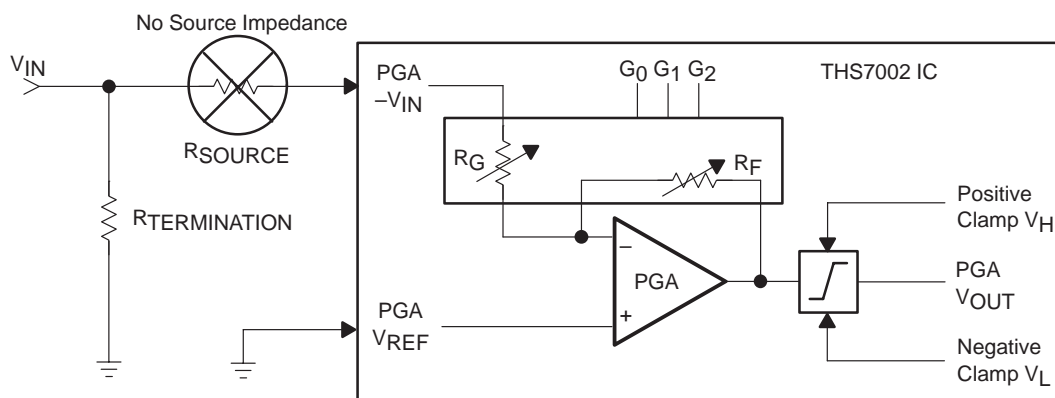 No Source Impedance
VIN
RSOURCE
RTERMINATION
PGA
–VIN
G0 G1 G2
THS7002 IC
RG
RF
–
PGA
+
PGA
VREF
Positive
Clamp VH
PGA
VOUT
Negative
Clamp VL